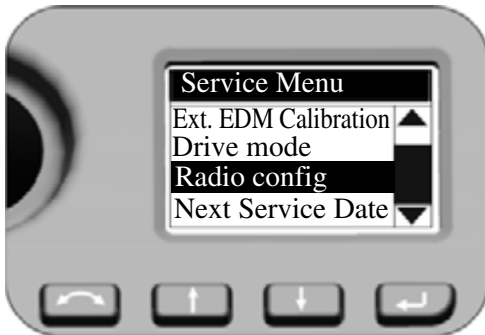 Service Menu
Ext. EDM Calibration
Drive mode
Radio config
Next Service Date